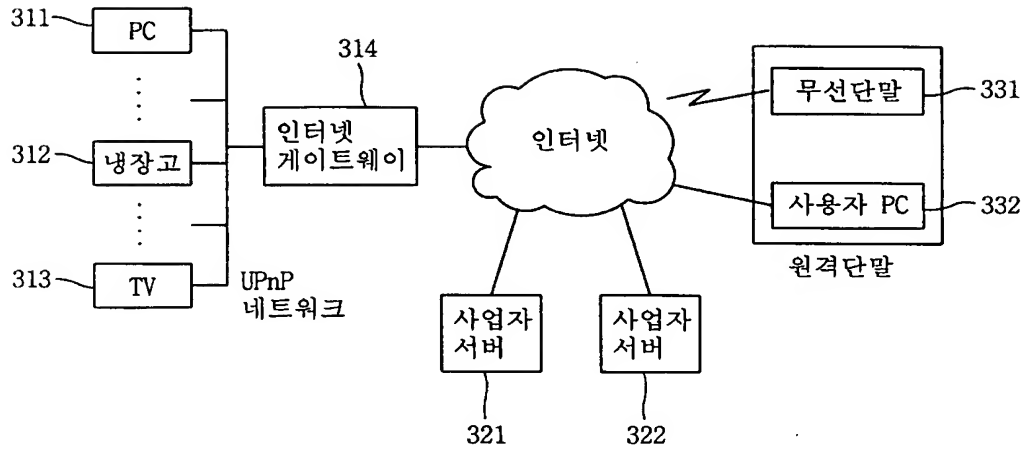 311
PC
314
무선단말
331
인터넷
게이트웨이
인터넷
312
냉장고
사용자 PC
332
원격단말
313
TV
UPnP
네트워크
사업자
서버
사업자
서버
321
322